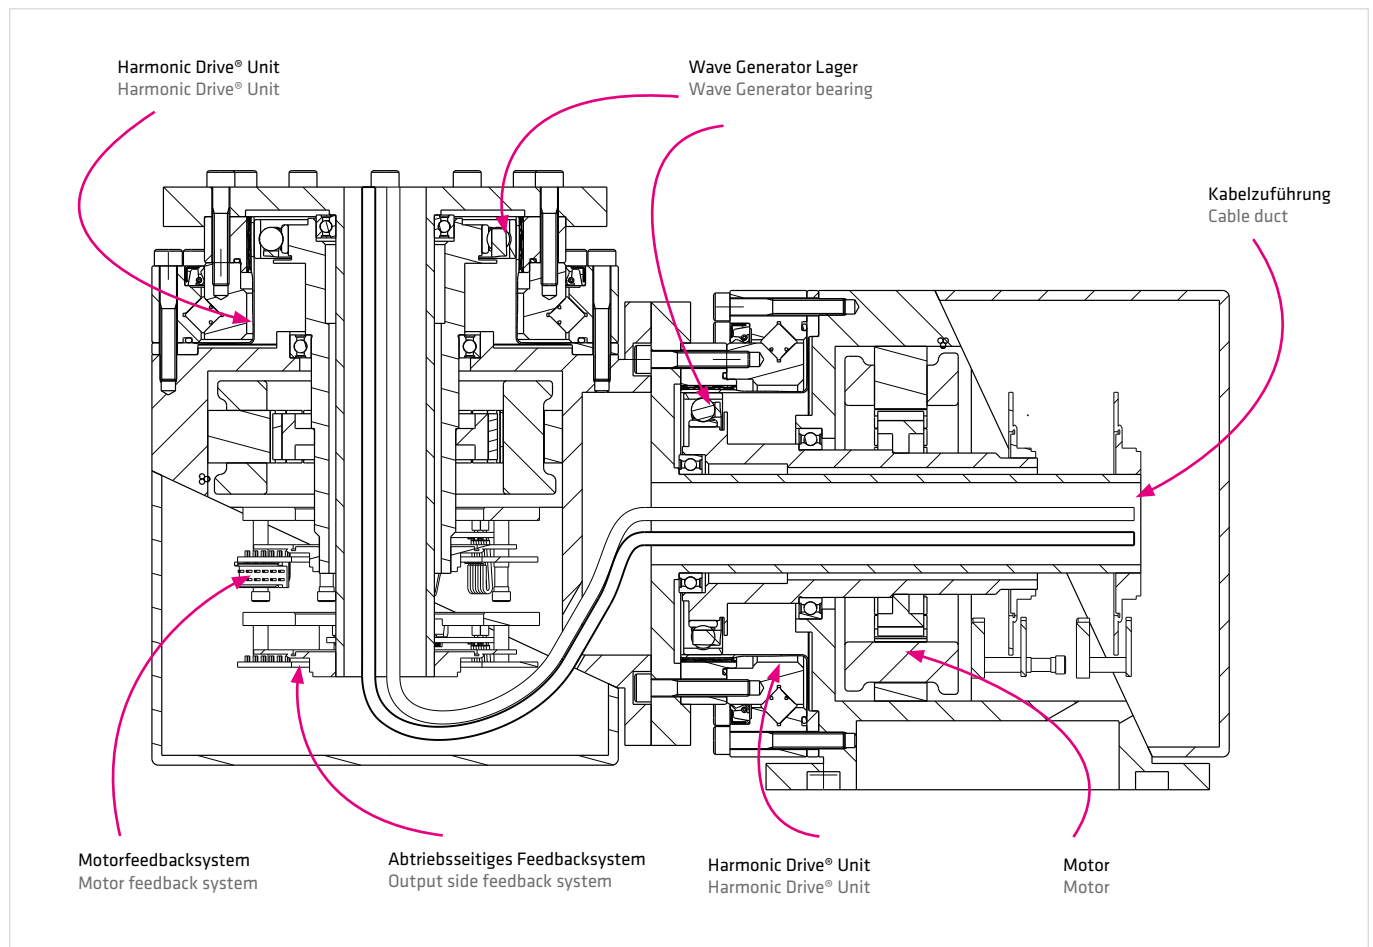 Harmonic Drive® Unit
Harmonic Drive® Unit
Wave Generator Lager
Wave Generator bearing
Kabelzuführung
Cable duct
Motorfeedbacksystem
Motor feedback system
Abtriebsseitiges Feedbacksystem
Output side feedback system
Harmonic Drive® Unit
Harmonic Drive® Unit
Motor
Motor